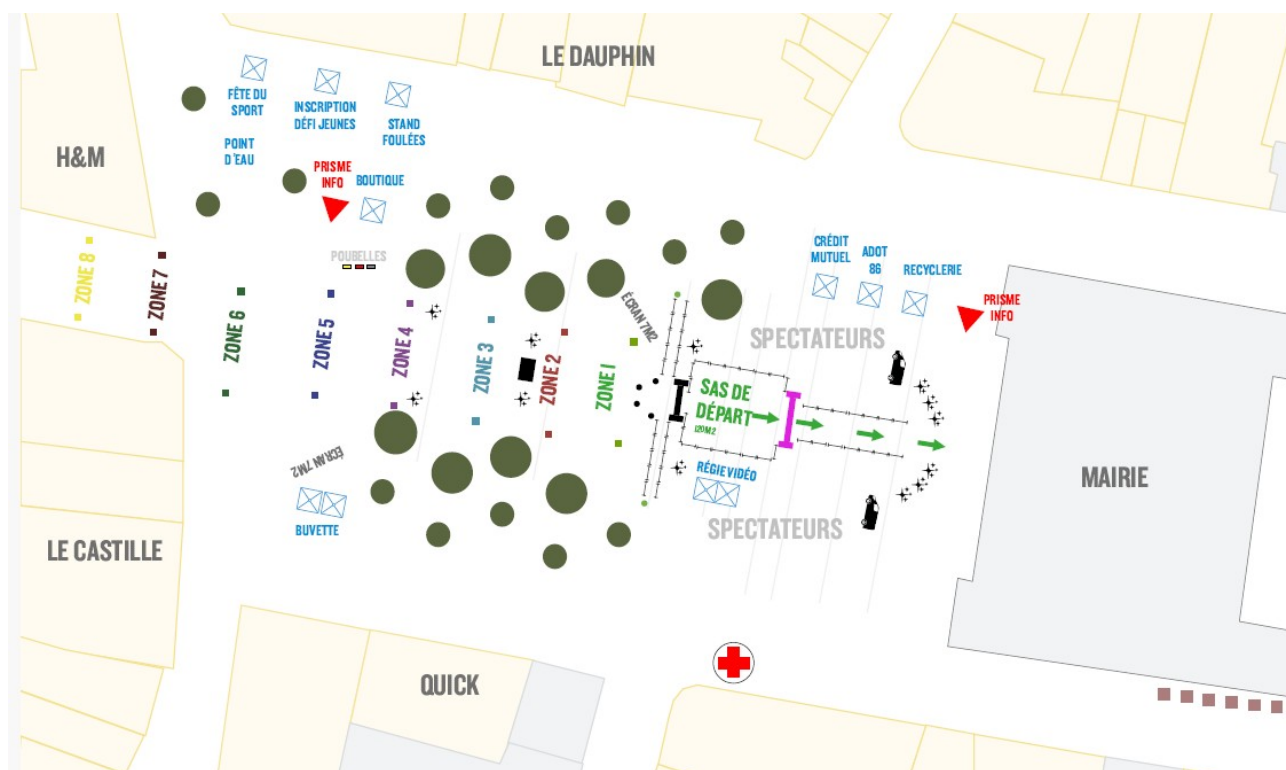 LE DAUPHIN
FÊTE DU
SPORT
INSCRIPTION
DÉFI JEUNES
STAND
FOULÉES
POINT
D'EAU
H&M
PRISME
INFO
BOUTIQUE
POUBELLES
CRÉDIT
MUTUEL
ADOT
86
RECYCLERIE
PRISME
INFO
ZONE 8
ZONE 7
ZONE 6
ZONE 5
ZONE 4
ZONE 3
ZONE 2
ZONE 1
ÉCRAN 7M2
SPECTATEURS
SAS DE
DÉPART
120M2
ÉCRAN 7M2
RÉGIE VIDÉO
MAIRIE
BUVETTE
SPECTATEURS
LE CASTILLE
QUICK